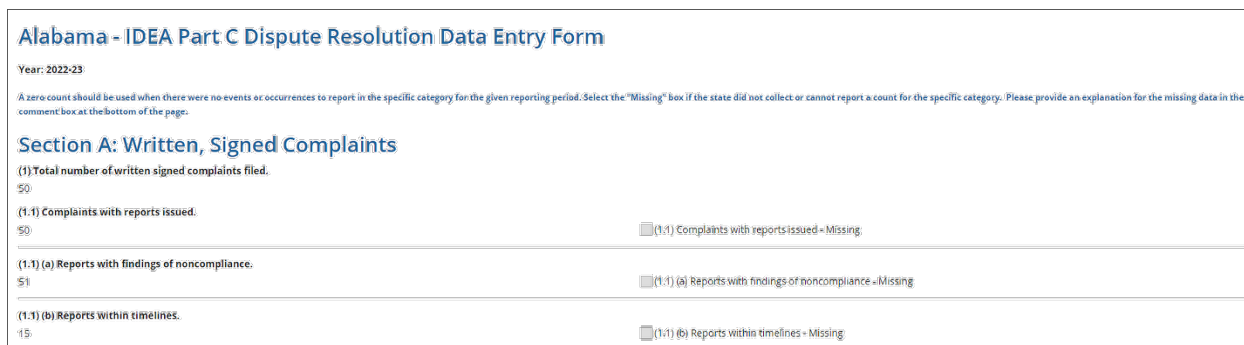 Alabama - IDEA Part C Dispute Resolution Data Entry Form
Year: 2022-23
A zero count should be used when there were no events or occurrences to report in the specific category for the given reporting period. Select the "Missing" box if the state did not collect or cannot report a count for the specific category. Please provide an explanation for the missing data in the
comment box at the bottom of the page.
Section A: Written, Signed Complaints
(1) Total number of written signed complaints filed.
50
(1.1) Complaints with reports issued.
50 (1.1) Complaints with reports issued - Missing
(1.1) (a) Reports with findings of noncompliance.
51 (1.1) (a) Reports with findings of noncompliance - Missing
(1.1) (b) Reports within timelines.
15 (1.1) (b) Reports within timelines - Missing